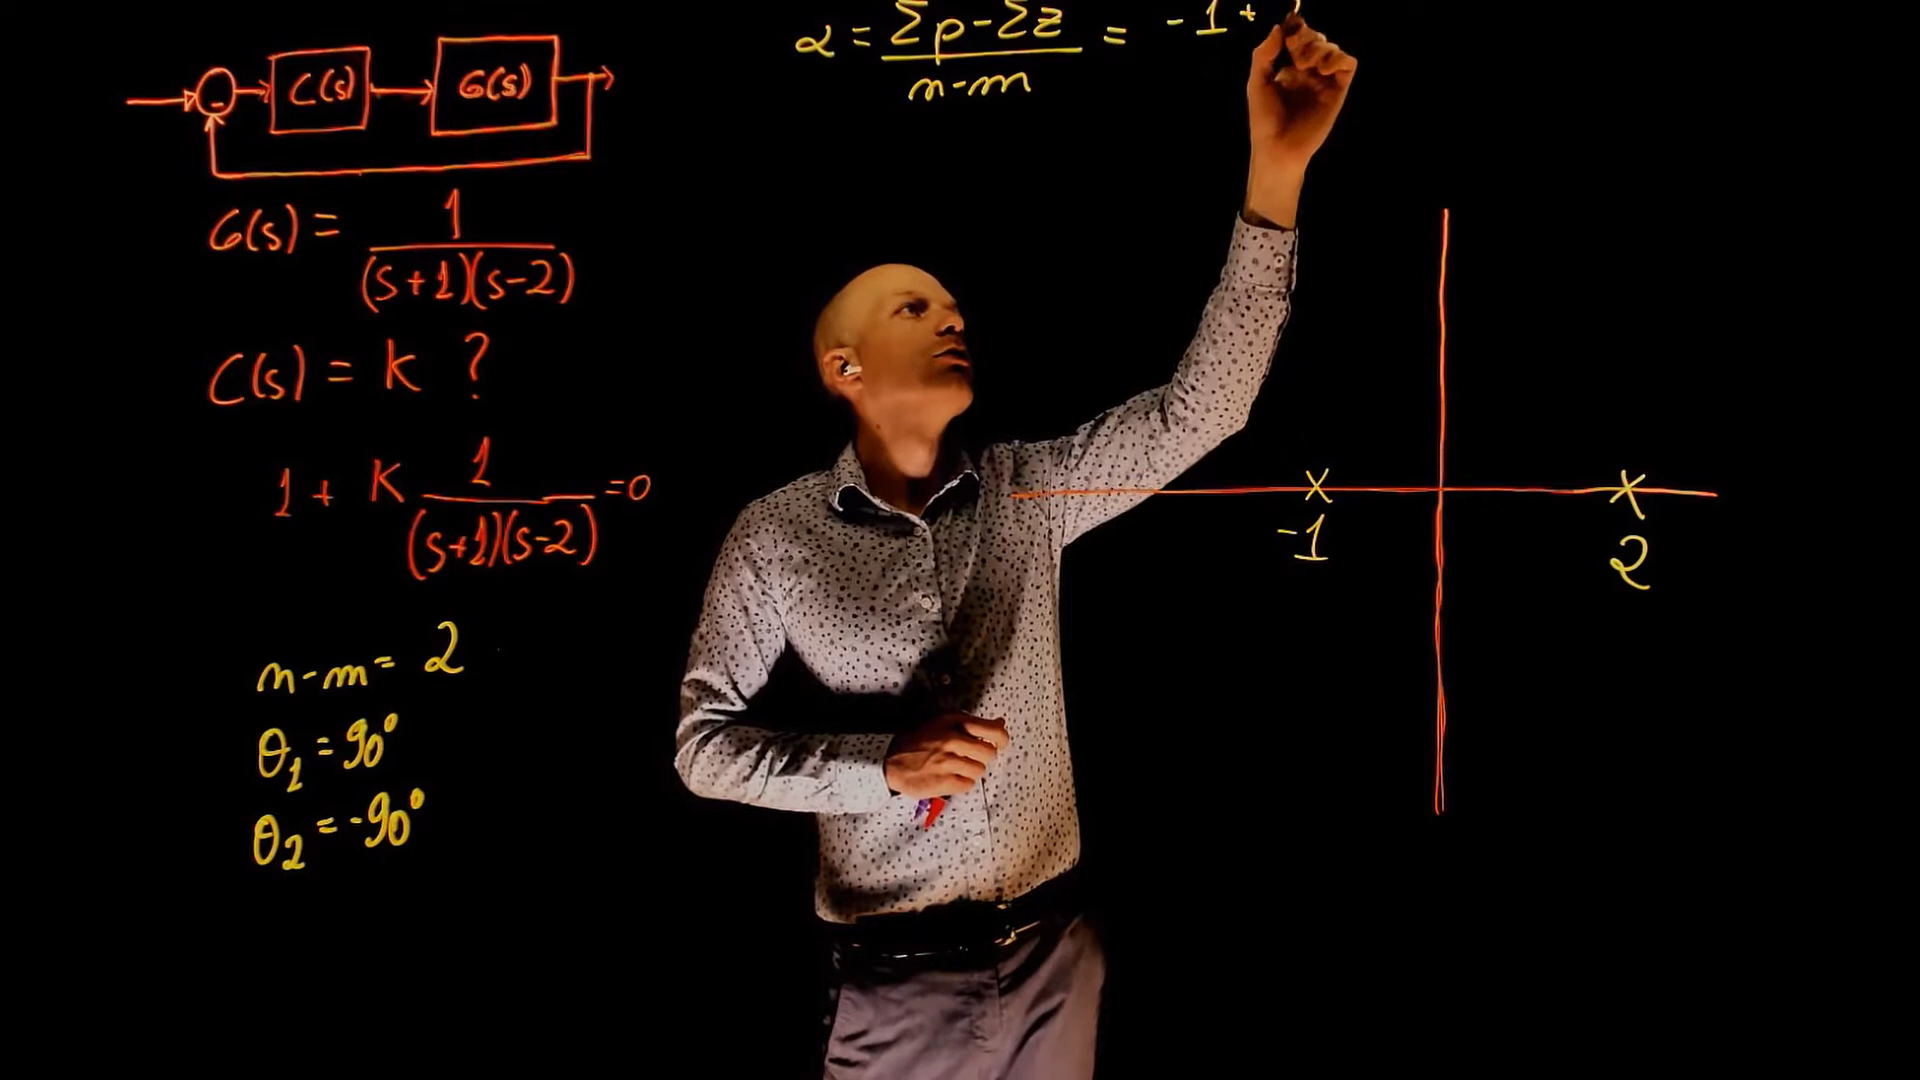 α = Σp-Σz / n-m = -1 +
C(s) G(s)
G(s) = 1 / (s+1)(s-2)
C(s) = K ?
1 + K 1 / (s+1)(s-2) =0
-1 2
n-m= 2
θ1 = 90°
θ2 = -90°